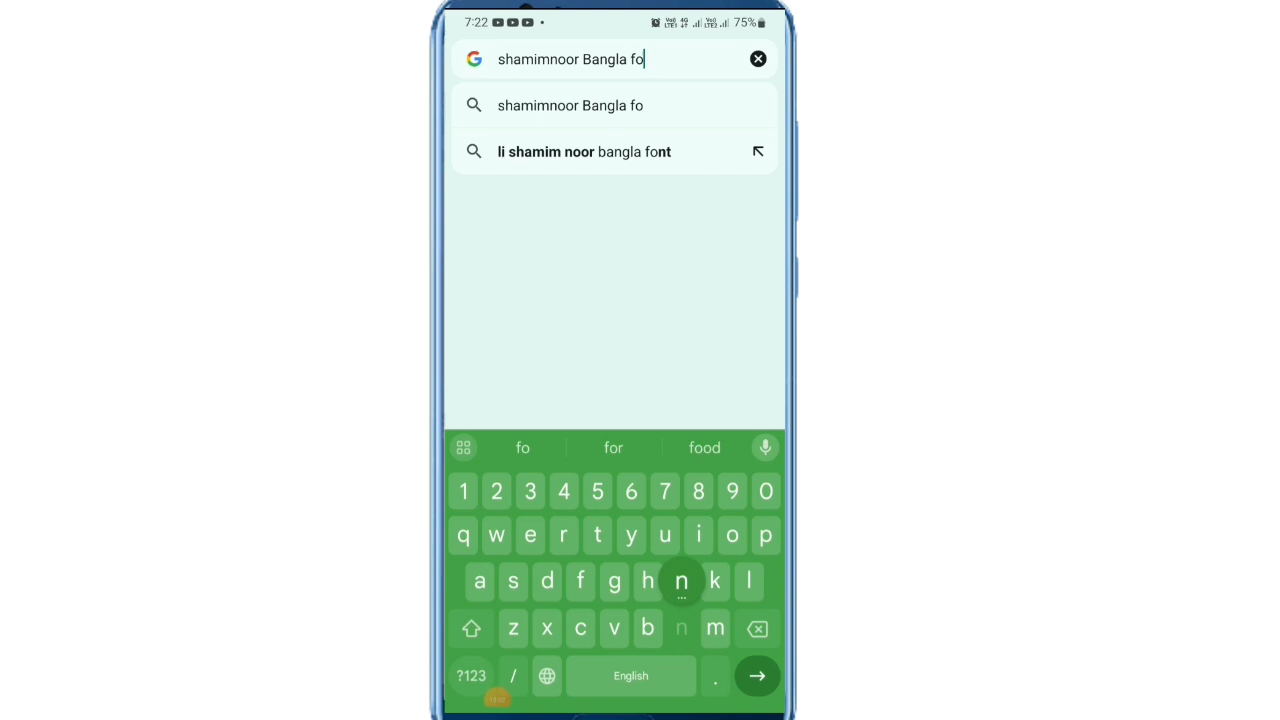 7:22 75%
shamimnoor Bangla fo
shamimnoor Bangla fo
li shamim noor bangla font
fo for food
1 2 3 4 5 6 7 8 9 0
q w e r t y u i o p
a s d f g h n k l
z x c v b n m
?123 / English .